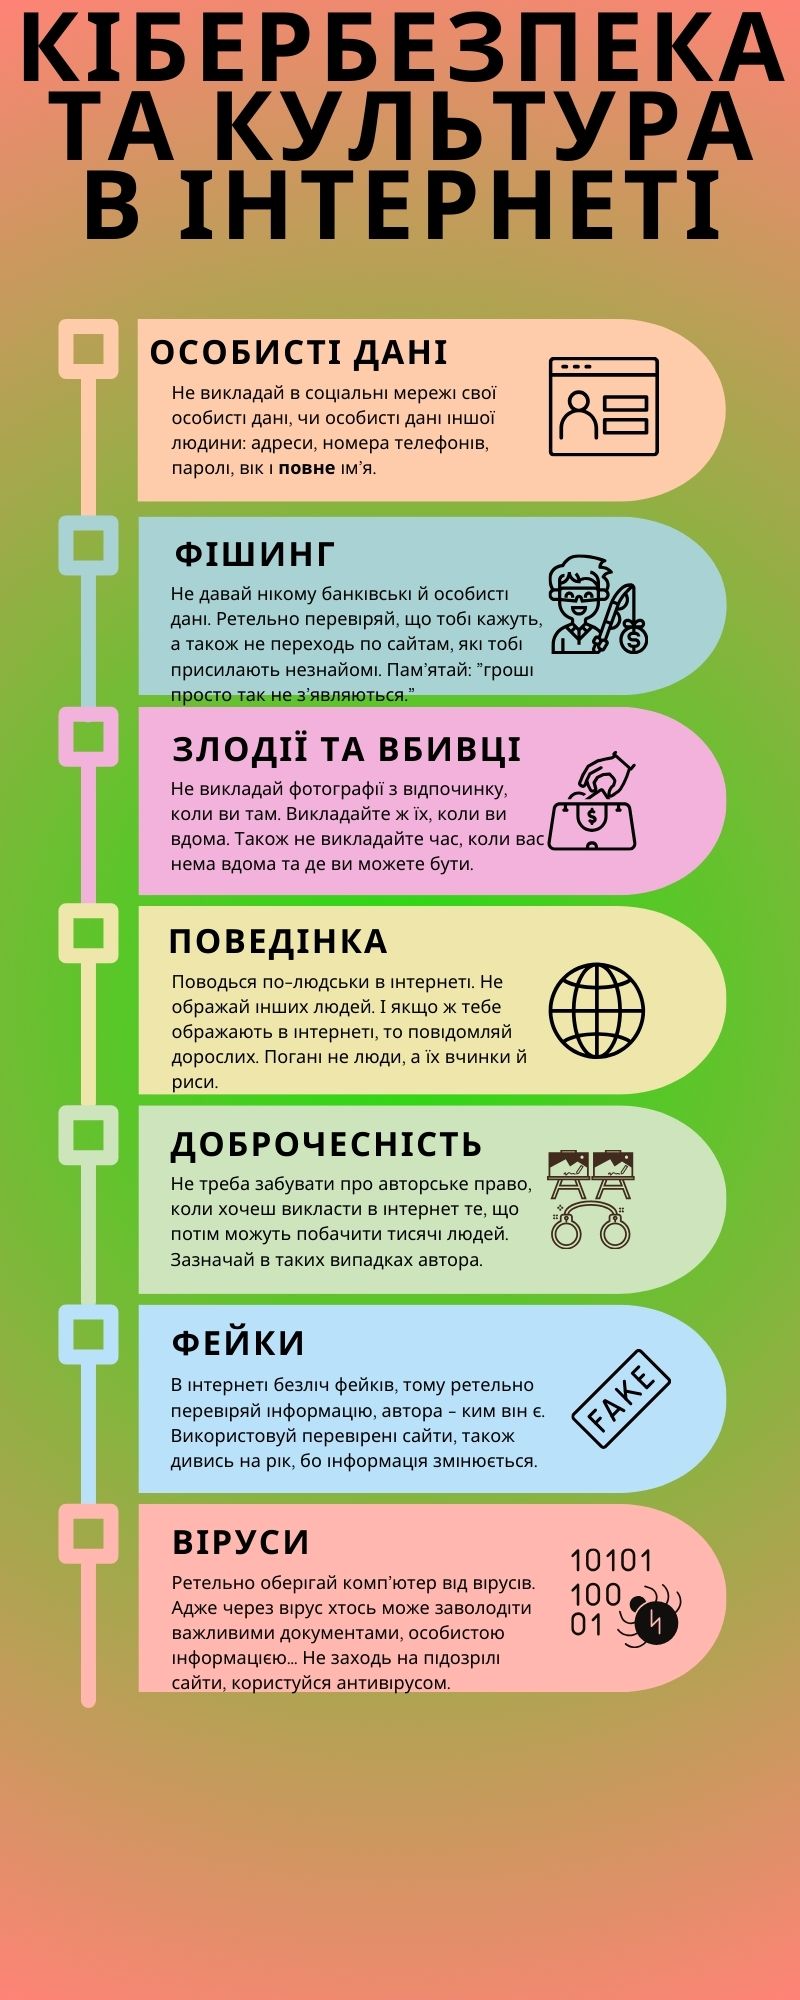 КІБЕРБЕЗПЕКА
ТА КУЛЬТУРА
В ІНТЕРНЕТІ
ОСОБИСТІ ДАНІ
Не викладай в соціальні мережі свої
особисті дані, чи особисті дані іншої
людини: адреси, номера телефонів,
паролі, вік і повне ім’я.
ФІШИНГ
Не давай нікому банківські й особисті
дані. Ретельно перевіряй, що тобі кажуть,
а також не переходь по сайтам, які тобі
присилають незнайомі. Пам’ятай: ”гроші
просто так не з’являються.”
ЗЛОДІЇ ТА ВБИВЦІ
Не викладай фотографії з відпочинку,
коли ви там. Викладайте ж їх, коли ви
вдома. Також не викладайте час, коли вас
нема вдома та де ви можете бути.
ПОВЕДІНКА
Поводься по-людськи в інтернеті. Не
ображай інших людей. І якщо ж тебе
ображають в інтернеті, то повідомляй
дорослих. Погані не люди, а їх вчинки й
риси.
ДОБРОЧЕСНІСТЬ
Не треба забувати про авторське право,
коли хочеш викласти в інтернет те, що
потім можуть побачити тисячі людей.
Зазначай в таких випадках автора.
ФЕЙКИ
В інтернеті безліч фейків, тому ретельно
перевіряй інформацію, автора - ким він є.
Використовуй перевірені сайти, також
дивись на рік, бо інформація змінюється.
FAKE
ВІРУСИ
Ретельно оберігай комп’ютер від вірусів.
Адже через вірус хтось може заволодіти
важливими документами, особистою
інформацією... Не заходь на підозрілі
сайти, користуйся антивірусом.
10101
100
01